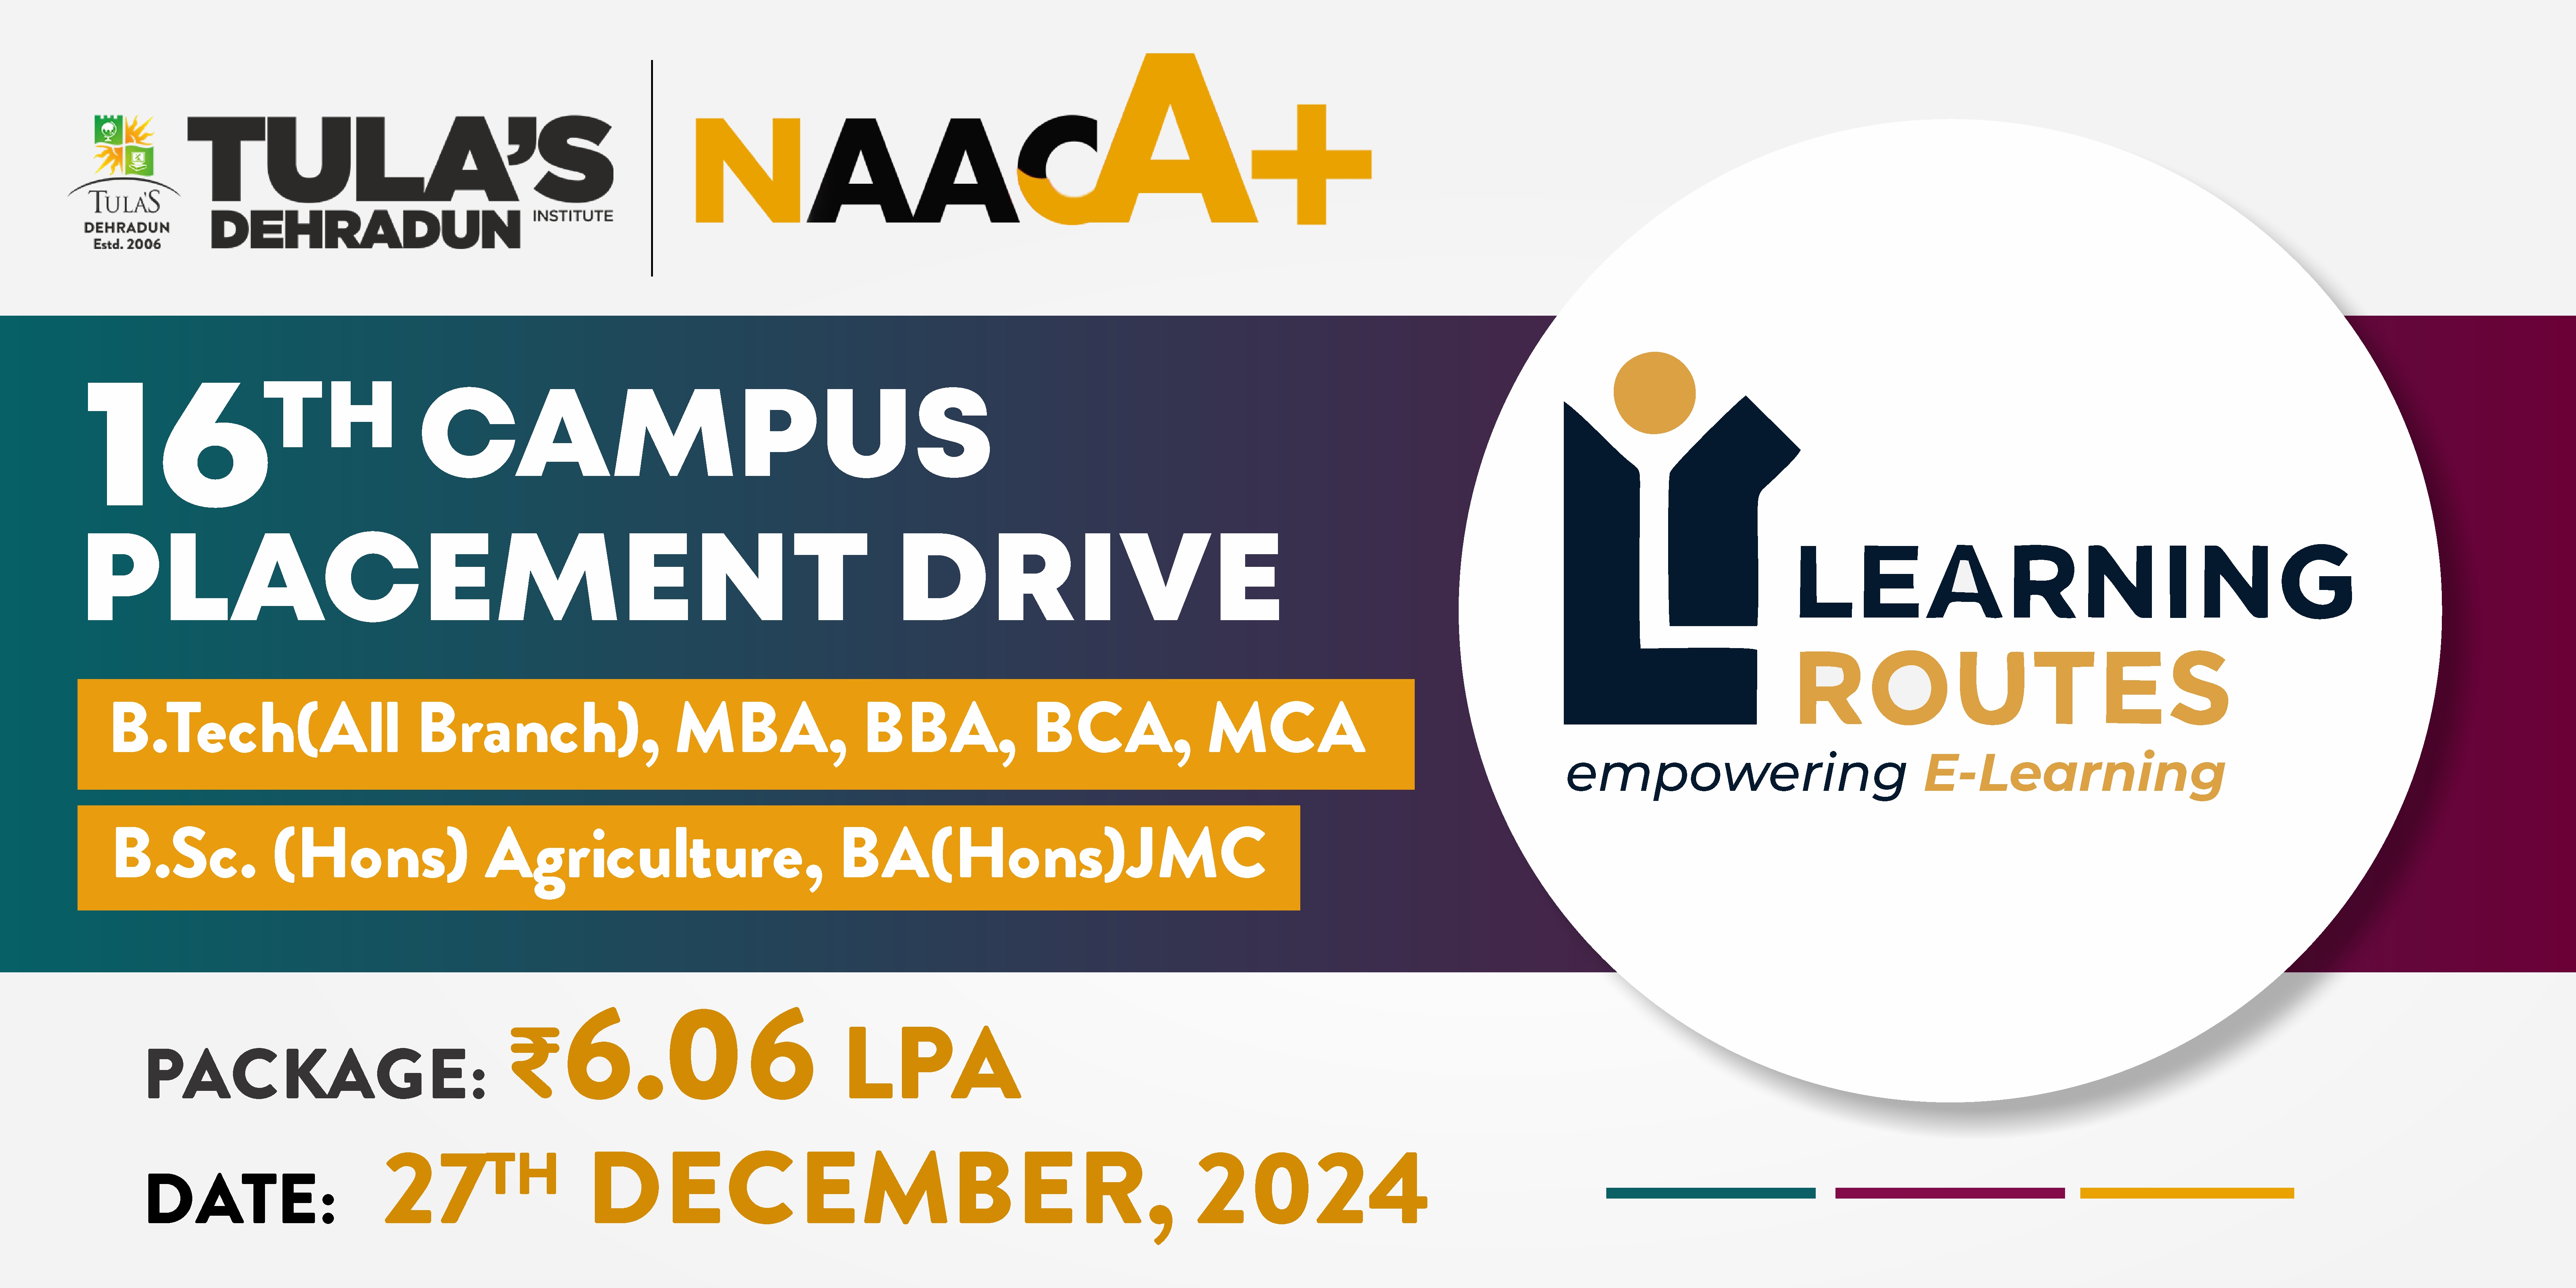 TULA'S
DEHRADUN
Estd. 2006
TULA'S
DEHRADUN INSTITUTE
NAAC A+
16TH CAMPUS
PLACEMENT DRIVE
B.Tech(All Branch), MBA, BBA, BCA, MCA
B.Sc. (Hons) Agriculture, BA(Hons)JMC
LEARNING
ROUTES
empowering E-Learning
PACKAGE: ₹6.06 LPA
DATE: 27TH DECEMBER, 2024